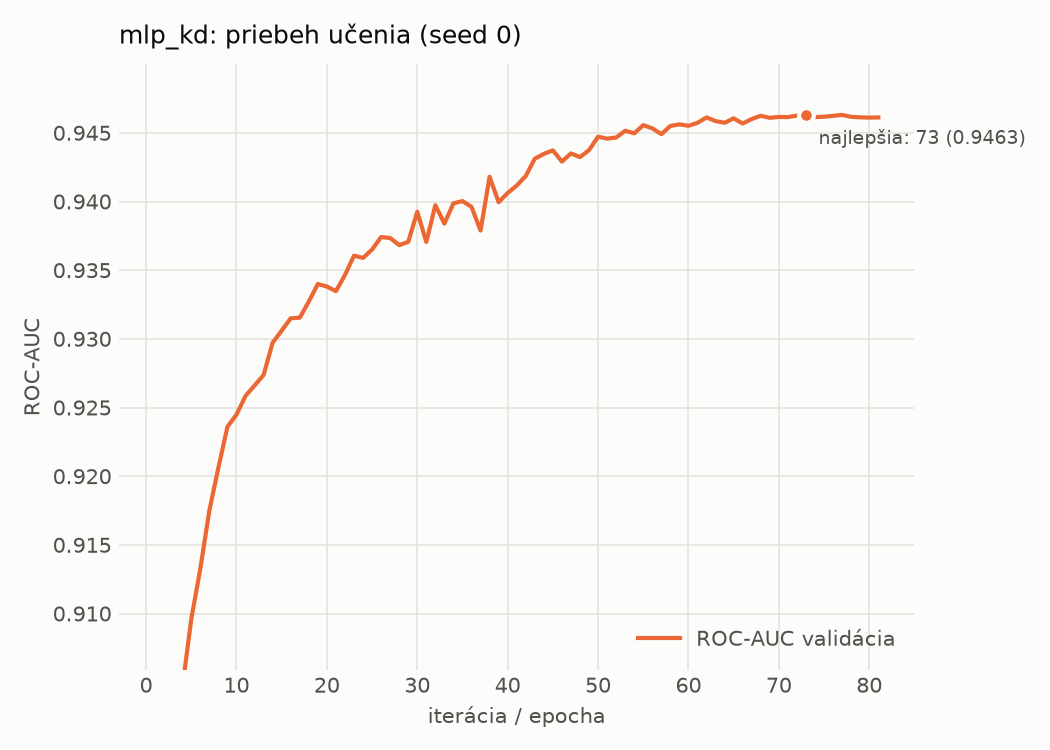 mlp_kd: priebeh učenia (seed 0)
0.945
najlepšia: 73 (0.9463)
0.940
0.935
0.930
ROC-AUC
0.925
0.920
0.915
0.910
ROC-AUC validácia
0 10 20 30 40 50 60 70 80
iterácia / epocha